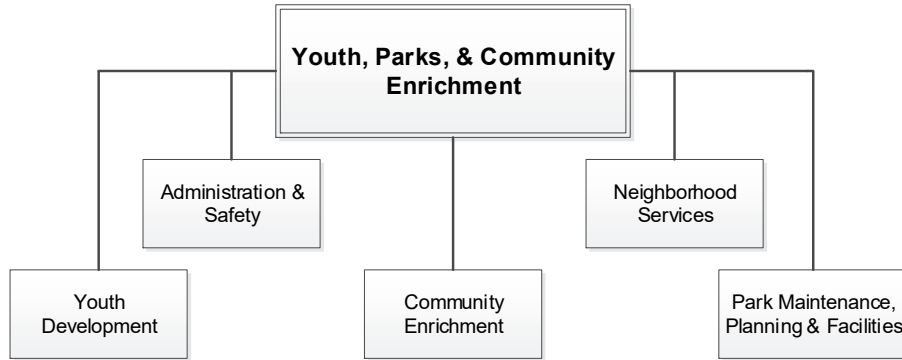 Youth, Parks, & Community
Enrichment
Administration &
Safety
Neighborhood
Services
Youth
Development
Community
Enrichment
Park Maintenance,
Planning & Facilities